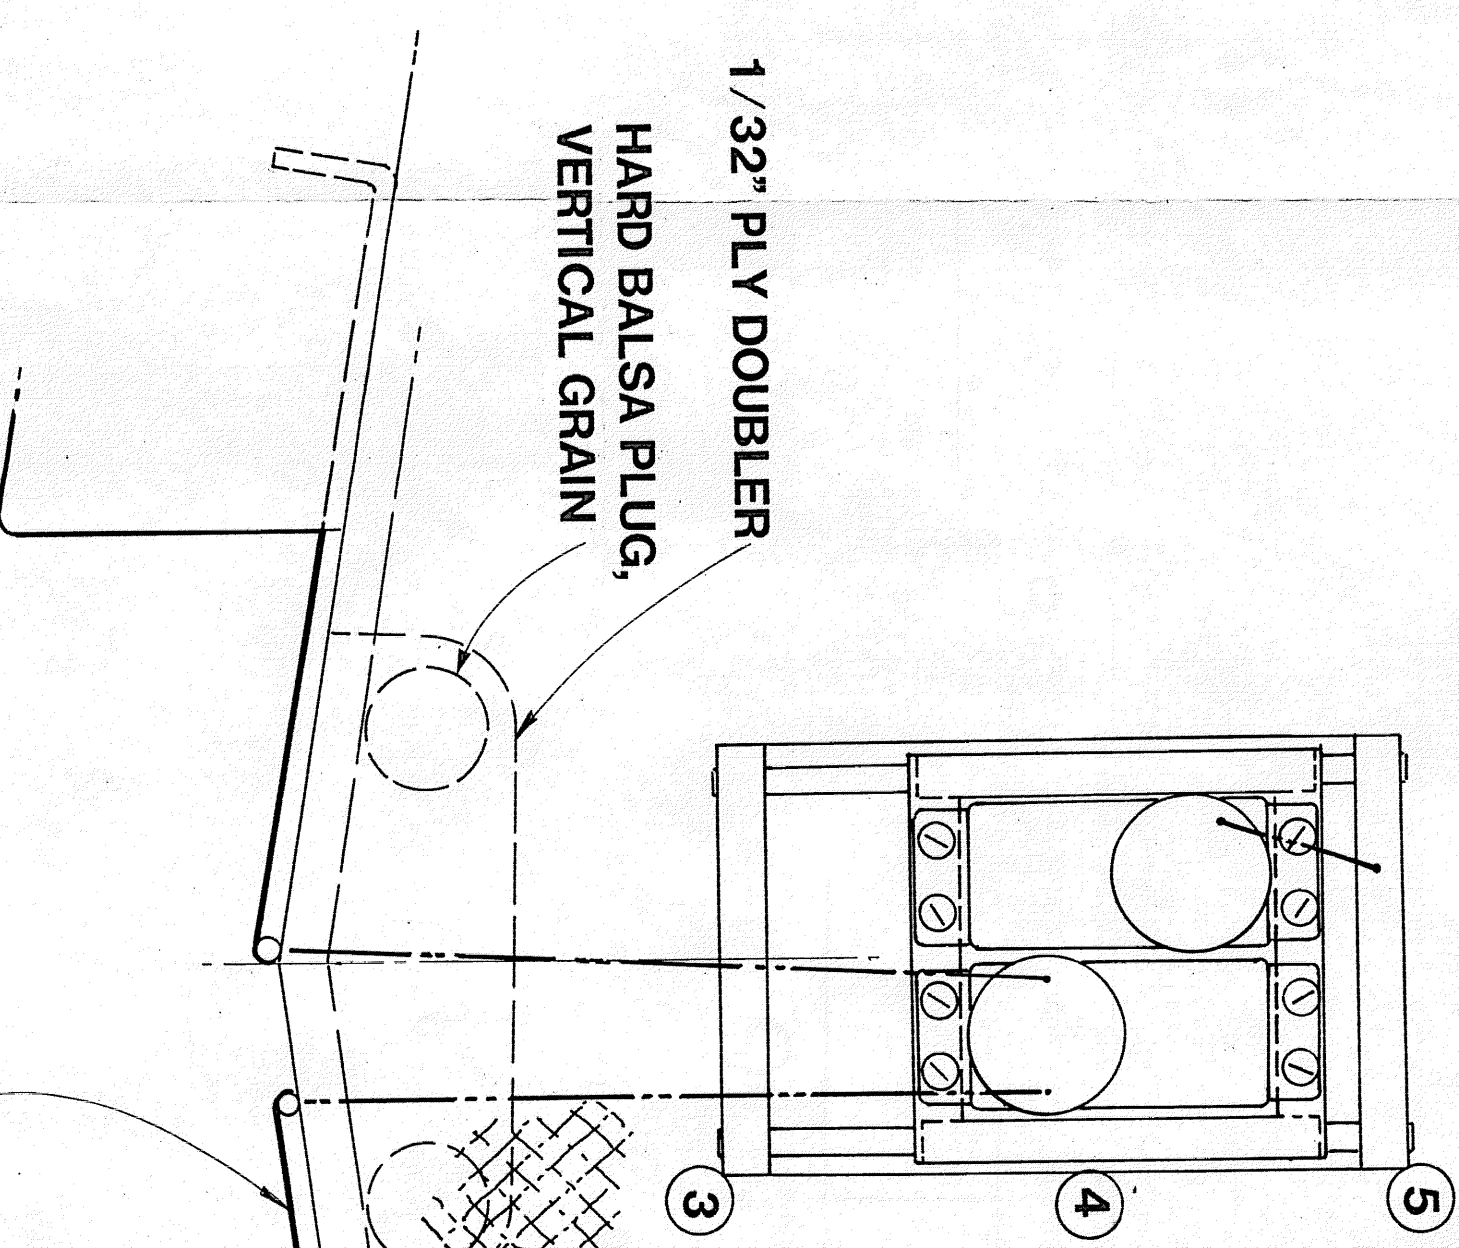 1/32” PLY DOUBLER
HARD BALSA PLUG,
VERTICAL GRAIN
3
4
5